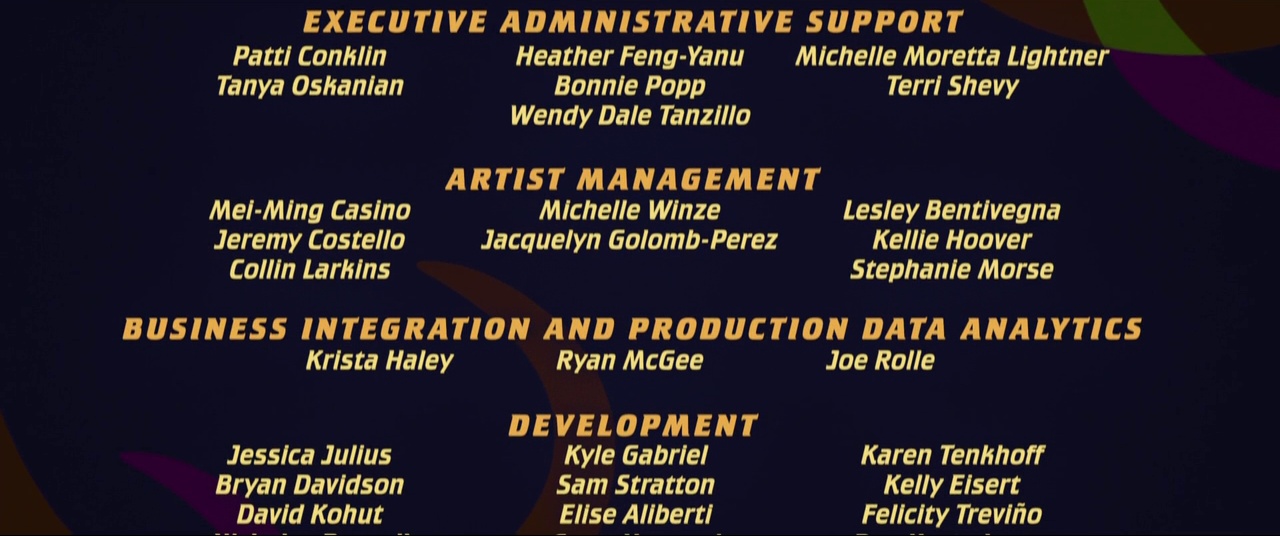 EXECUTIVE ADMINISTRATIVE SUPPORT
Patti Conklin Heather Feng-Yanu Michelle Moretta Lightner
Tanya Oskanian Bonnie Popp Terri Shevy
Wendy Dale Tanzillo
ARTIST MANAGEMENT
Mei-Ming Casino Michelle Winze Lesley Bentivegna
Jeremy Costello Jacquelyn Golomb-Perez Kellie Hoover
Collin Larkins Stephanie Morse
BUSINESS INTEGRATION AND PRODUCTION DATA ANALYTICS
Krista Haley Ryan McGee Joe Rolle
DEVELOPMENT
Jessica Julius Kyle Gabriel Karen Tenkhoff
Bryan Davidson Sam Stratton Kelly Eisert
David Kohut Elise Aliberti Felicity Treviño